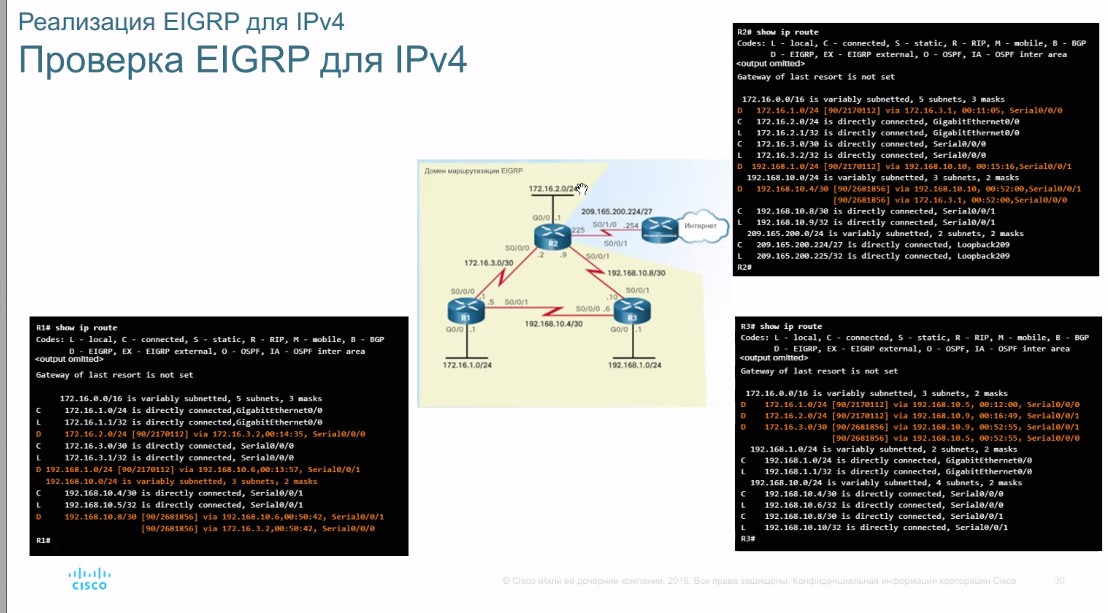 Реализация EIGRP для IPv4
Проверка EIGRP для IPv4
R2# show ip route
Codes: L - local, C - connected, S - static, R - RIP, M - mobile, B - BGP
D - EIGRP, EX - EIGRP external, O - OSPF, IA - OSPF inter area
<output omitted>
Gateway of last resort is not set
172.16.0.0/16 is variably subnetted, 5 subnets, 3 masks
D 172.16.1.0/24 [90/2170112] via 172.16.3.1, 00:11:05, Serial0/0/0
C 172.16.2.0/24 is directly connected, GigabitEthernet0/0
L 172.16.2.1/32 is directly connected, GigabitEthernet0/0
C 172.16.3.0/30 is directly connected, Serial0/0/0
L 172.16.3.2/32 is directly connected, Serial0/0/0
D 192.168.1.0/24 [90/2170112] via 192.168.10.10, 00:15:16,Serial0/0/1
192.168.10.0/24 is variably subnetted, 3 subnets, 2 masks
D 192.168.10.4/30 [90/2681856] via 192.168.10.10, 00:52:00,Serial0/0/1
[90/2681856] via 172.16.3.1, 00:52:00,Serial0/0/0
C 192.168.10.8/30 is directly connected, Serial0/0/1
L 192.168.10.9/32 is directly connected, Serial0/0/1
209.165.200.0/24 is variably subnetted, 2 subnets, 2 masks
C 209.165.200.224/27 is directly connected, Loopback209
L 209.165.200.225/32 is directly connected, Loopback209
R2#
Домен маршрутизации EIGRP
172.16.2.0/24
G0/0 .1
209.165.200.224/27
.225 S0/1/0 .254
Интернет
R2
S0/0/1
S0/0/0 .2 .9 S0/0/1
172.16.3.0/30
192.168.10.8/30
S0/0/0 .1
.10 S0/0/1
.5 S0/0/1
S0/0/0 .6
R1
R3
192.168.10.4/30
G0/0 .1
G0/0 .1
172.16.1.0/24
192.168.1.0/24
R1# show ip route
Codes: L - local, C - connected, S - static, R - RIP, M - mobile, B - BGP
D - EIGRP, EX - EIGRP external, O - OSPF, IA - OSPF inter area
<output omitted>
Gateway of last resort is not set
172.16.0.0/16 is variably subnetted, 5 subnets, 3 masks
C 172.16.1.0/24 is directly connected,GigabitEthernet0/0
L 172.16.1.1/32 is directly connected,GigabitEthernet0/0
D 172.16.2.0/24 [90/2170112] via 172.16.3.2,00:14:35, Serial0/0/0
C 172.16.3.0/30 is directly connected, Serial0/0/0
L 172.16.3.1/32 is directly connected, Serial0/0/0
D 192.168.1.0/24 [90/2170112] via 192.168.10.6,00:13:57, Serial0/0/1
192.168.10.0/24 is variably subnetted, 3 subnets, 2 masks
C 192.168.10.4/30 is directly connected, Serial0/0/1
L 192.168.10.5/32 is directly connected, Serial0/0/1
D 192.168.10.8/30 [90/2681856] via 192.168.10.6,00:50:42, Serial0/0/1
[90/2681856] via 172.16.3.2,00:50:42, Serial0/0/0
R1#
R3# show ip route
Codes: L - local, C - connected, S - static, R - RIP, M - mobile, B - BGP
D - EIGRP, EX - EIGRP external, O - OSPF, IA - OSPF inter area
<output omitted>
Gateway of last resort is not set
172.16.0.0/16 is variably subnetted, 3 subnets, 2 masks
D 172.16.1.0/24 [90/2170112] via 192.168.10.5, 00:12:00, Serial0/0/0
D 172.16.2.0/24 [90/2170112] via 192.168.10.9, 00:16:49, Serial0/0/1
D 172.16.3.0/30 [90/2681856] via 192.168.10.9, 00:52:55, Serial0/0/1
[90/2681856] via 192.168.10.5, 00:52:55, Serial0/0/0
192.168.1.0/24 is variably subnetted, 2 subnets, 2 masks
C 192.168.1.0/24 is directly connected, GigabitEthernet0/0
L 192.168.1.1/32 is directly connected, GigabitEthernet0/0
192.168.10.0/24 is variably subnetted, 4 subnets, 2 masks
C 192.168.10.4/30 is directly connected, Serial0/0/0
L 192.168.10.6/32 is directly connected, Serial0/0/0
C 192.168.10.8/30 is directly connected, Serial0/0/1
L 192.168.10.10/32 is directly connected, Serial0/0/1
R3#
CISCO
© Cisco и/или её дочерние компании, 2016. Все права защищены. Конфиденциальная информация корпорации Cisco
30